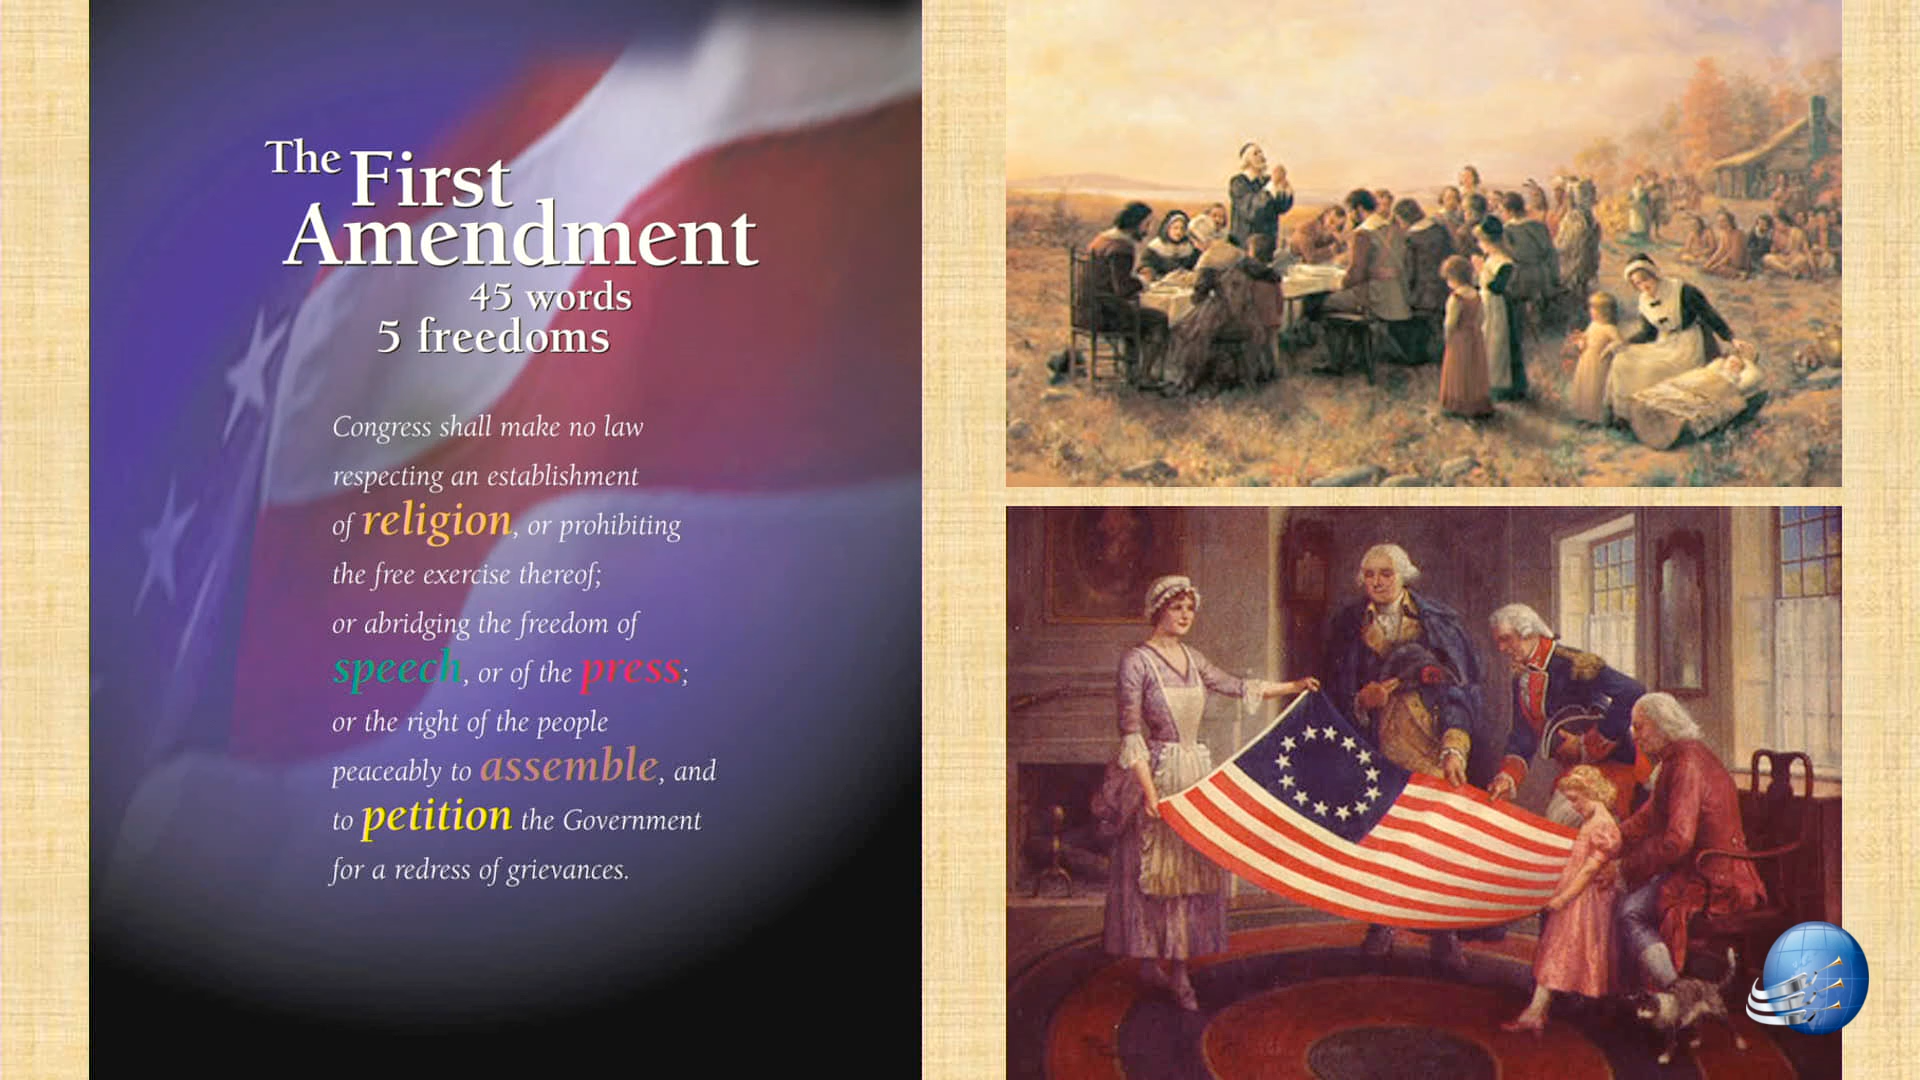 The First
Amendment
45 words
5 freedoms
Congress shall make no law
respecting an establishment
of religion, or prohibiting
the free exercise thereof;
or abridging the freedom of
speech, or of the press;
or the right of the people
peaceably to assemble, and
to petition the Government
for a redress of grievances.